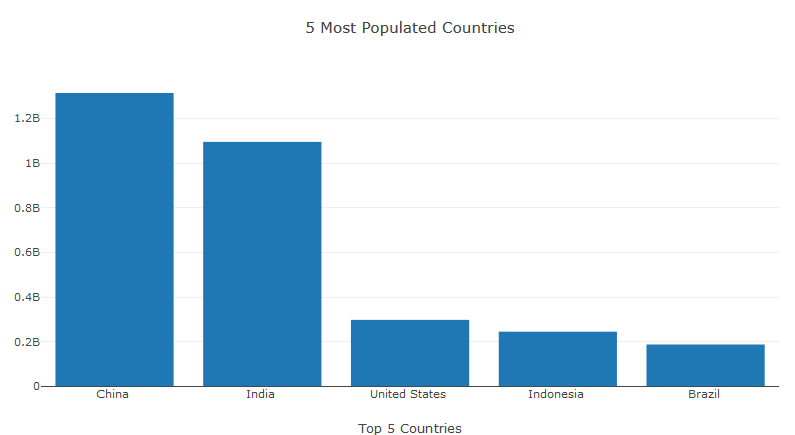 5 Most Populated Countries
1.2B
1B
0.8B
0.6B
0.4B
0.2B
0
China India United States Indonesia Brazil
Top 5 Countries